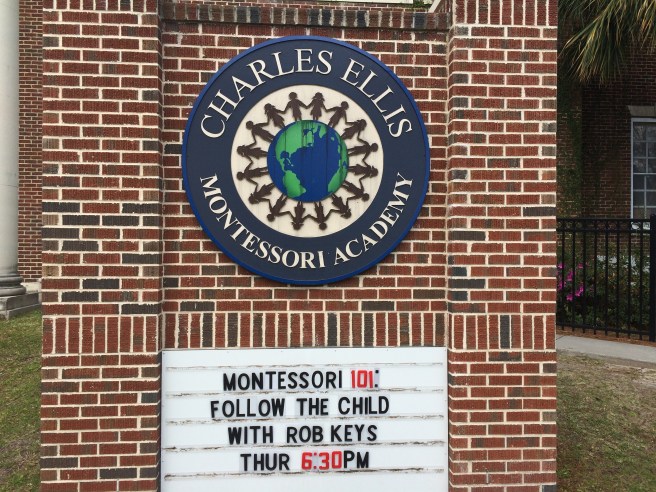 CHARLES ELLIS
MONTESSORI ACADEMY
MONTESSORI 101:
FOLLOW THE CHILD
WITH ROB KEYS
THUR 6:30PM